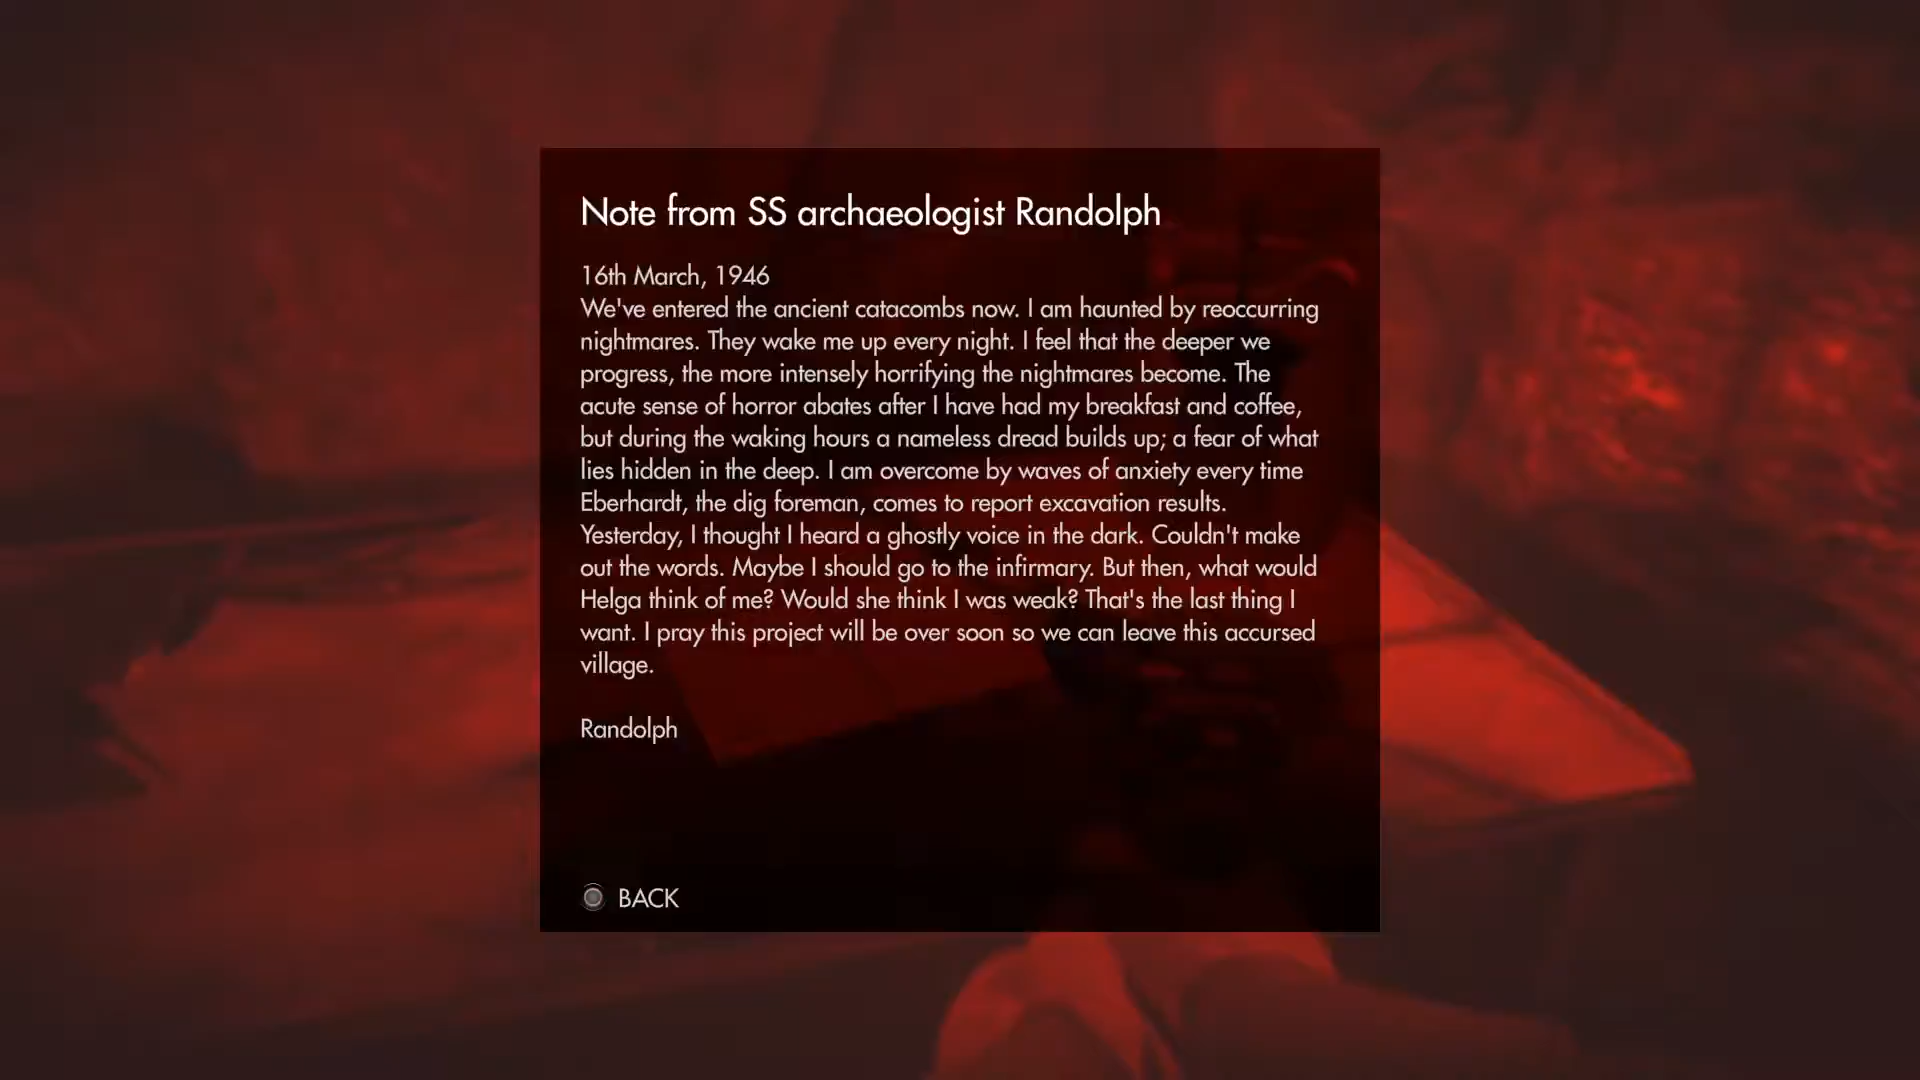 Note from SS archaeologist Randolph
16th March, 1946
We've entered the ancient catacombs now. I am haunted by reoccurring
nightmares. They wake me up every night. I feel that the deeper we
progress, the more intensely horrifying the nightmares become. The
acute sense of horror abates after I have had my breakfast and coffee,
but during the waking hours a nameless dread builds up; a fear of what
lies hidden in the deep. I am overcome by waves of anxiety every time
Eberhardt, the dig foreman, comes to report excavation results.
Yesterday, I thought I heard a ghostly voice in the dark. Couldn't make
out the words. Maybe I should go to the infirmary. But then, what would
Helga think of me? Would she think I was weak? That's the last thing I
want. I pray this project will be over soon so we can leave this accursed
village.
Randolph
BACK